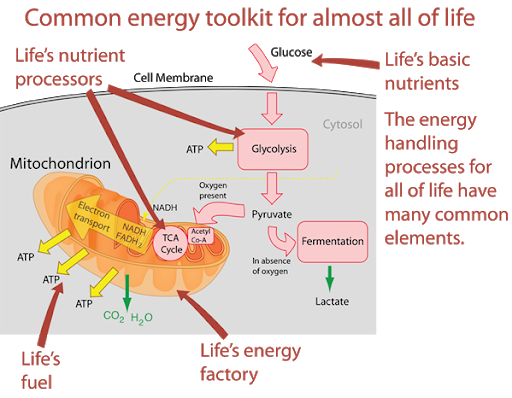 Common energy toolkit for almost all of life
Life's nutrient
processors
Glucose
Life's basic
nutrients
Cell Membrane
Cytosol
The energy
handling
processes for
all of life have
many common
elements.
ATP
Glycolysis
Mitochondrion
Oxygen
present
NADH
Pyruvate
Electron
transport
NADH
FADH₂
TCA
Cycle
Acetyl
Co-A
Fermentation
In absence
of oxygen
ATP
ATP
ATP
CO₂ H₂O
Lactate
Life's
fuel
Life's energy
factory